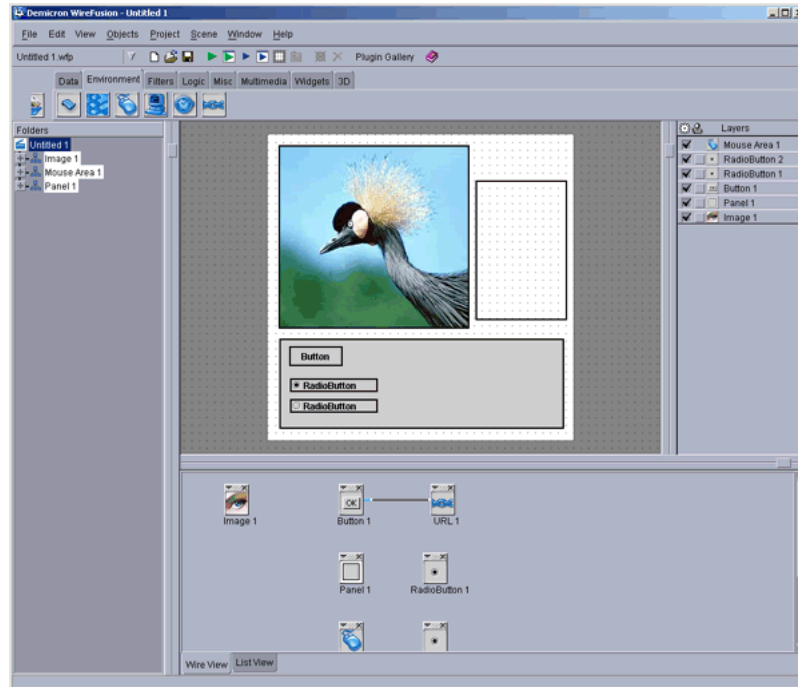 Demicron WireFusion - Untitled 1
File Edit View Objects Project Scene Window Help
Untitled 1.wfp
Plugin Gallery
Data Environment Filters Logic Misc Multimedia Widgets 3D
Folders
Untitled 1
Image 1
Mouse Area 1
Panel 1
Button
RadioButton
RadioButton
Layers
Mouse Area 1
RadioButton 2
RadioButton 1
Button 1
Panel 1
Image 1
OK
Image 1
Button 1
URL 1
Panel 1
RadioButton 1
Wire View List View